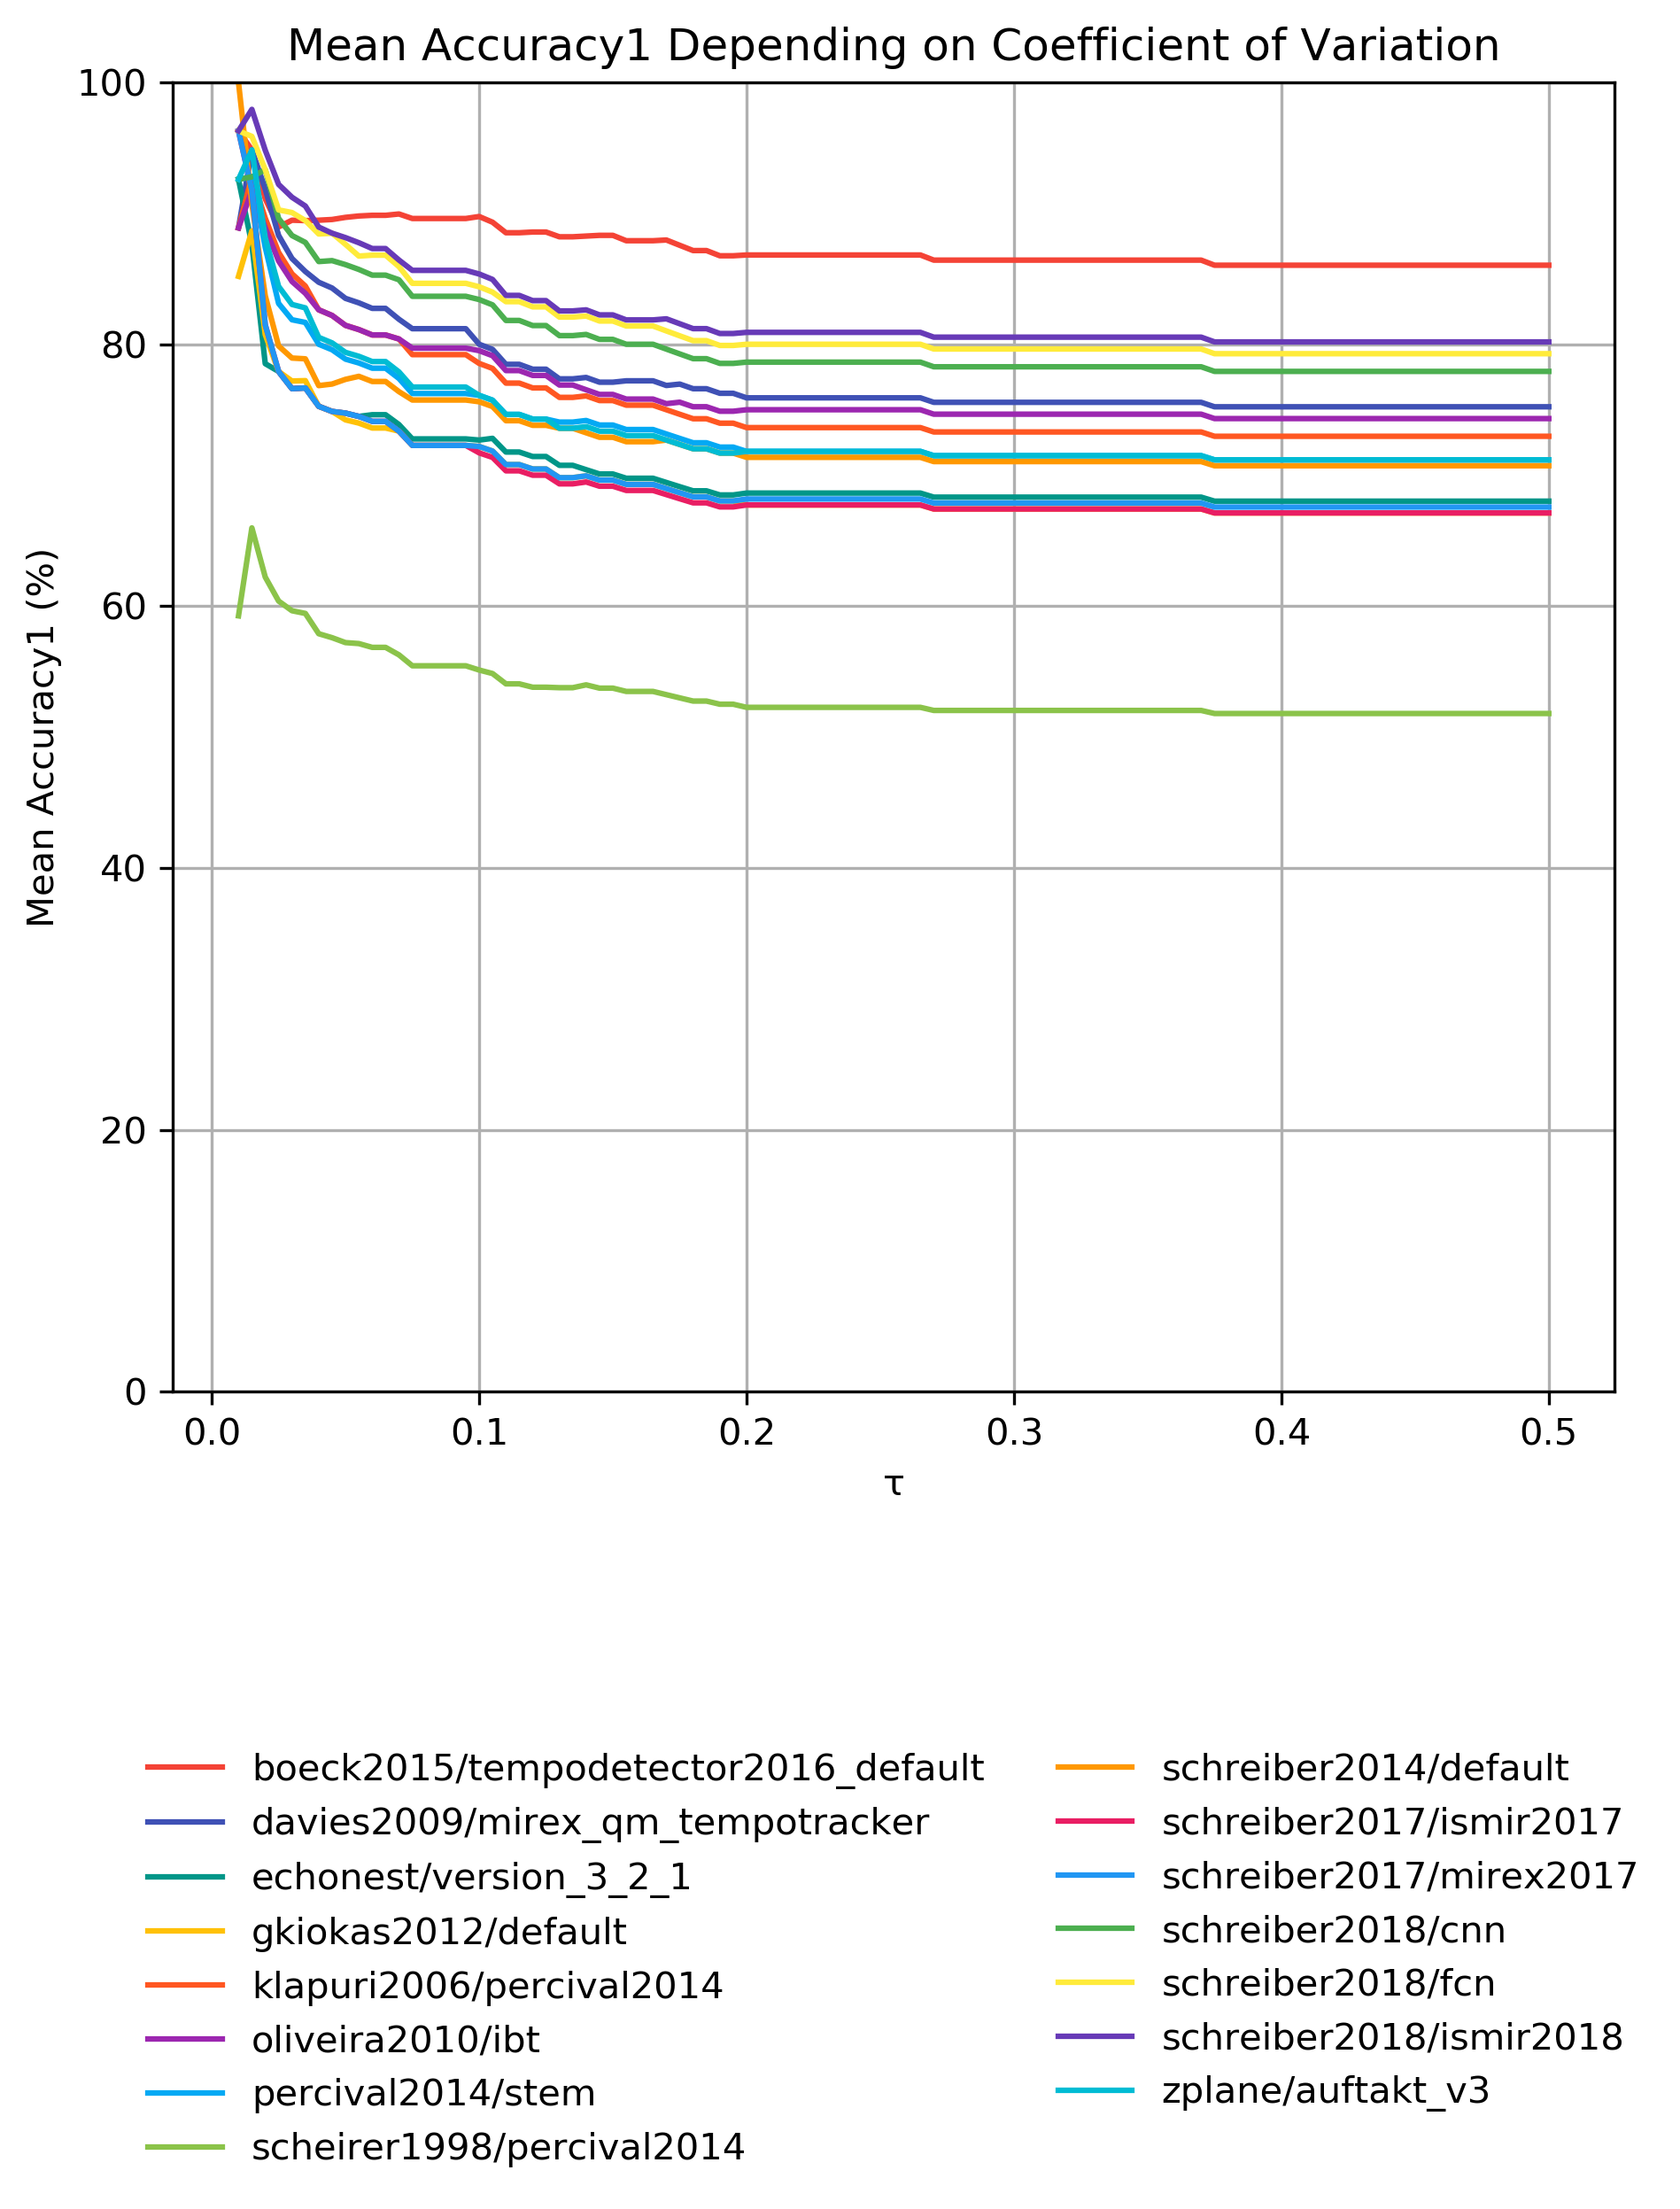 Mean Accuracy1 Depending on Coefficient of Variation
100
80
60
40
20
0
Mean Accuracy1 (%)
0.0 0.1 0.2 0.3 0.4 0.5
τ
boeck2015/tempodetector2016_default
davies2009/mirex_qm_tempotracker
echonest/version_3_2_1
gkiokas2012/default
klapuri2006/percival2014
oliveira2010/ibt
percival2014/stem
scheirer1998/percival2014
schreiber2014/default
schreiber2017/ismir2017
schreiber2017/mirex2017
schreiber2018/cnn
schreiber2018/fcn
schreiber2018/ismir2018
zplane/auftakt_v3